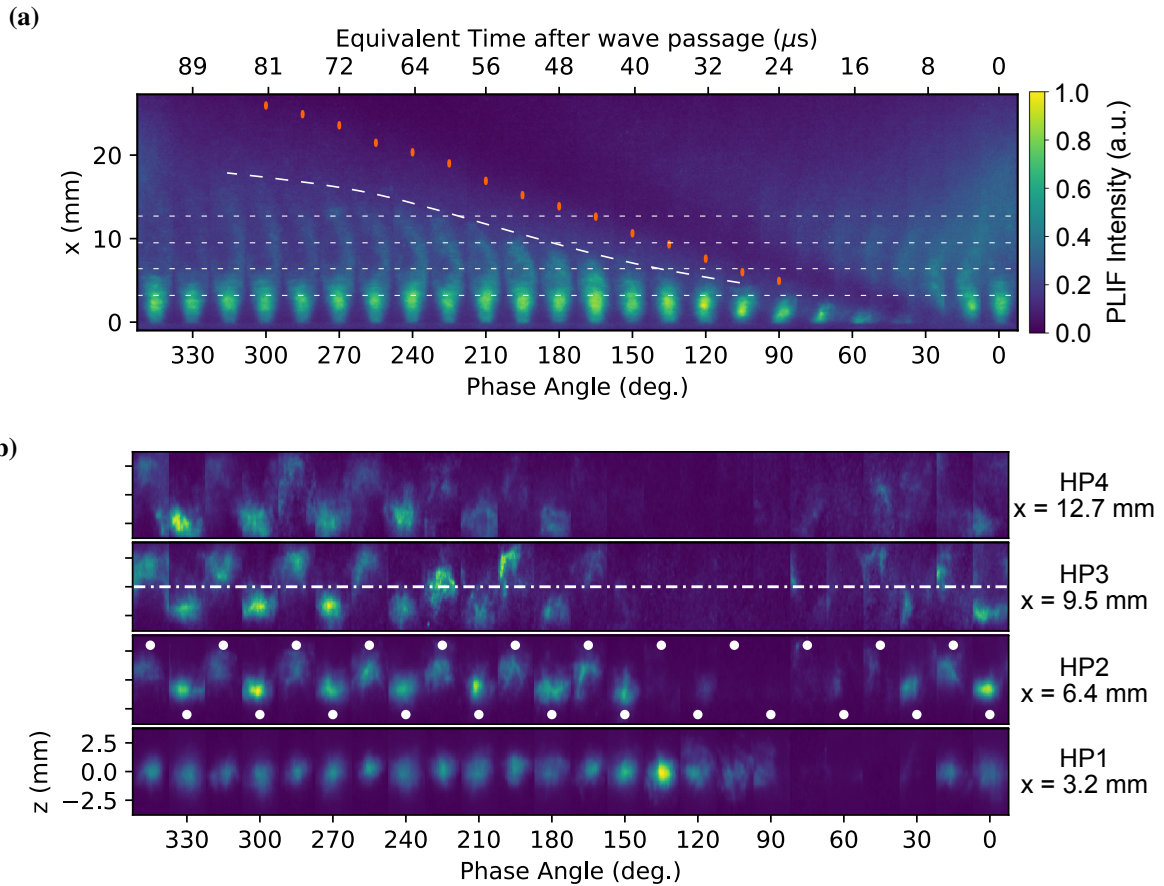 (a)
Equivalent Time after wave passage (μs)
89 81 72 64 56 48 40 32 24 16 8 0
x (mm)
20
10
0
330 300 270 240 210 180 150 120 90 60 30 0
Phase Angle (deg.)
1.0
0.8
0.6
0.4
0.2
0.0
PLIF Intensity (a.u.)
b)
HP4
x = 12.7 mm
HP3
x = 9.5 mm
HP2
x = 6.4 mm
HP1
x = 3.2 mm
z (mm)
2.5
0.0
−2.5
330 300 270 240 210 180 150 120 90 60 30 0
Phase Angle (deg.)